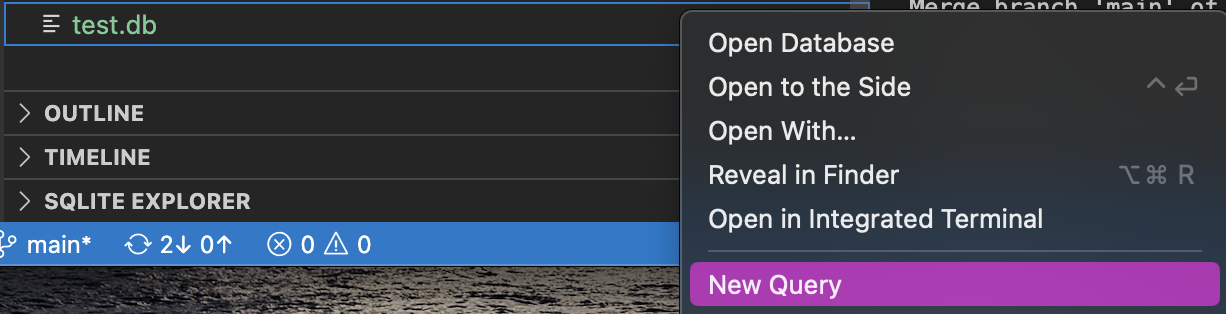 test.db
Merge branch 'main' of
Open Database
Open to the Side ^ ⏎
Open With...
Reveal in Finder ⌥⌘ R
Open in Integrated Terminal
New Query
OUTLINE
TIMELINE
SQLITE EXPLORER
main* 2↓ 0↑ 0 0